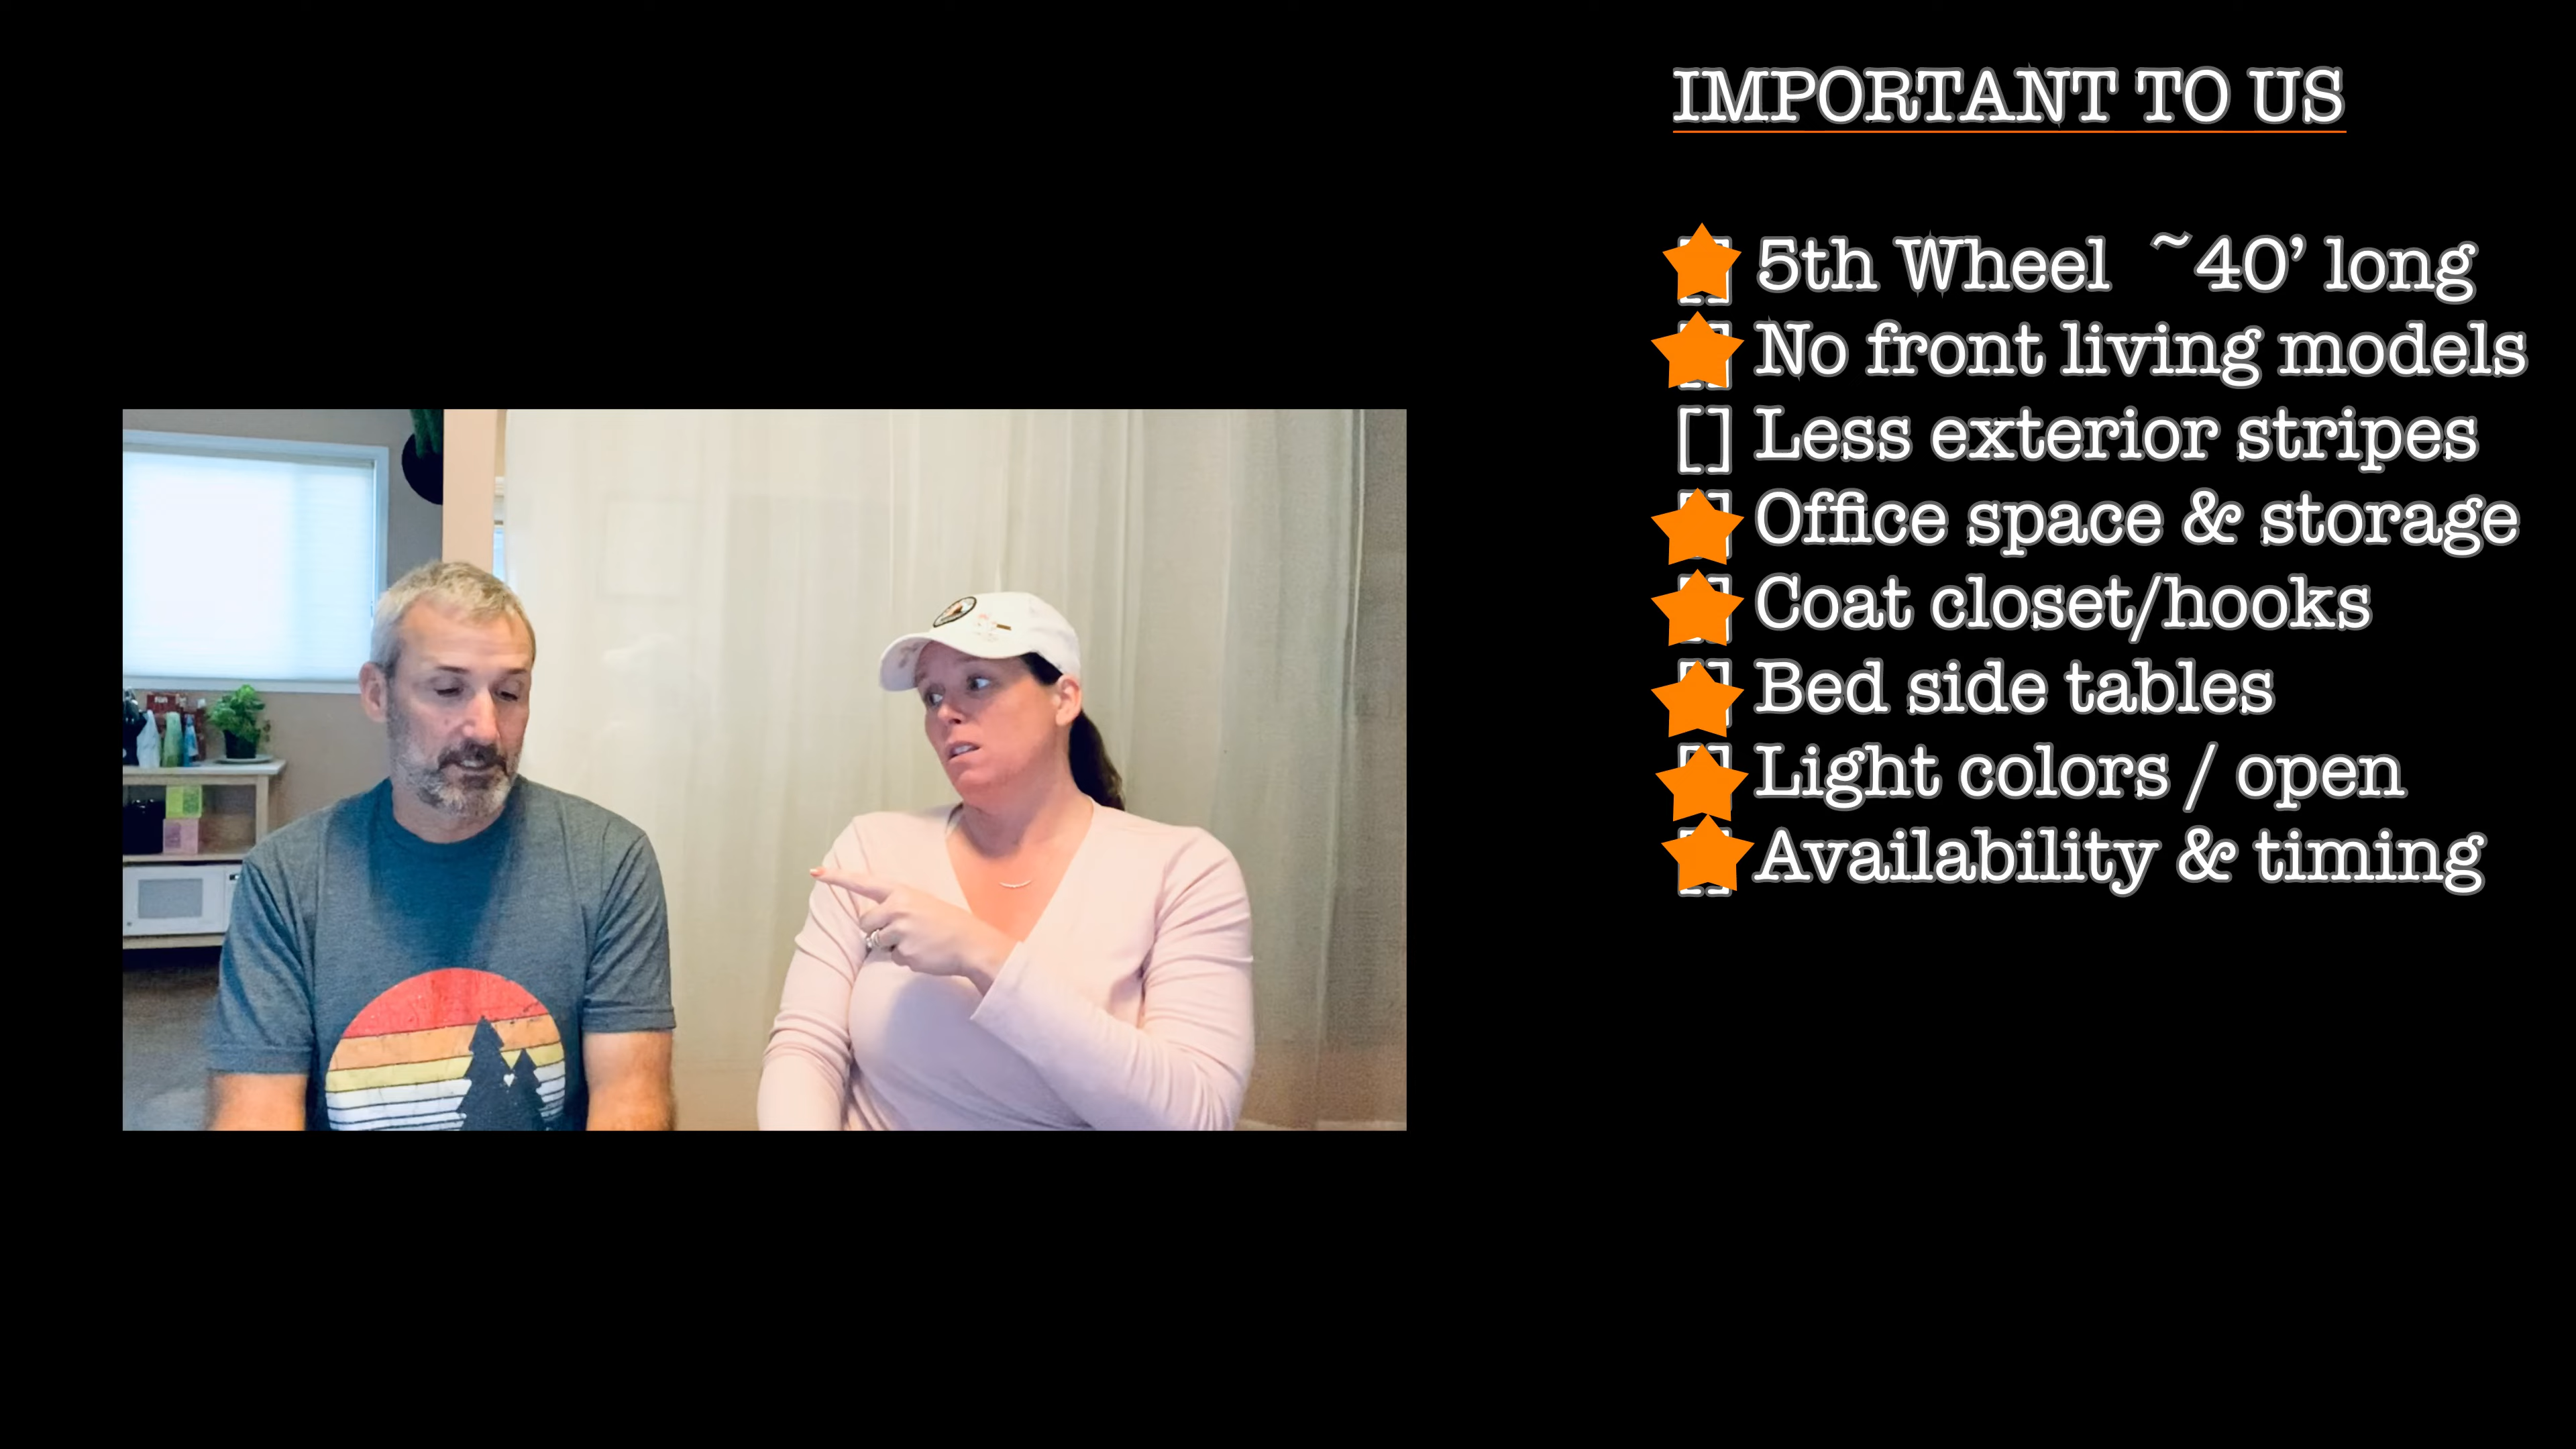 IMPORTANT TO US
5th Wheel ~40’ long
No front living models
[] Less exterior stripes
Office space & storage
Coat closet/hooks
Bed side tables
Light colors / open
Availability & timing